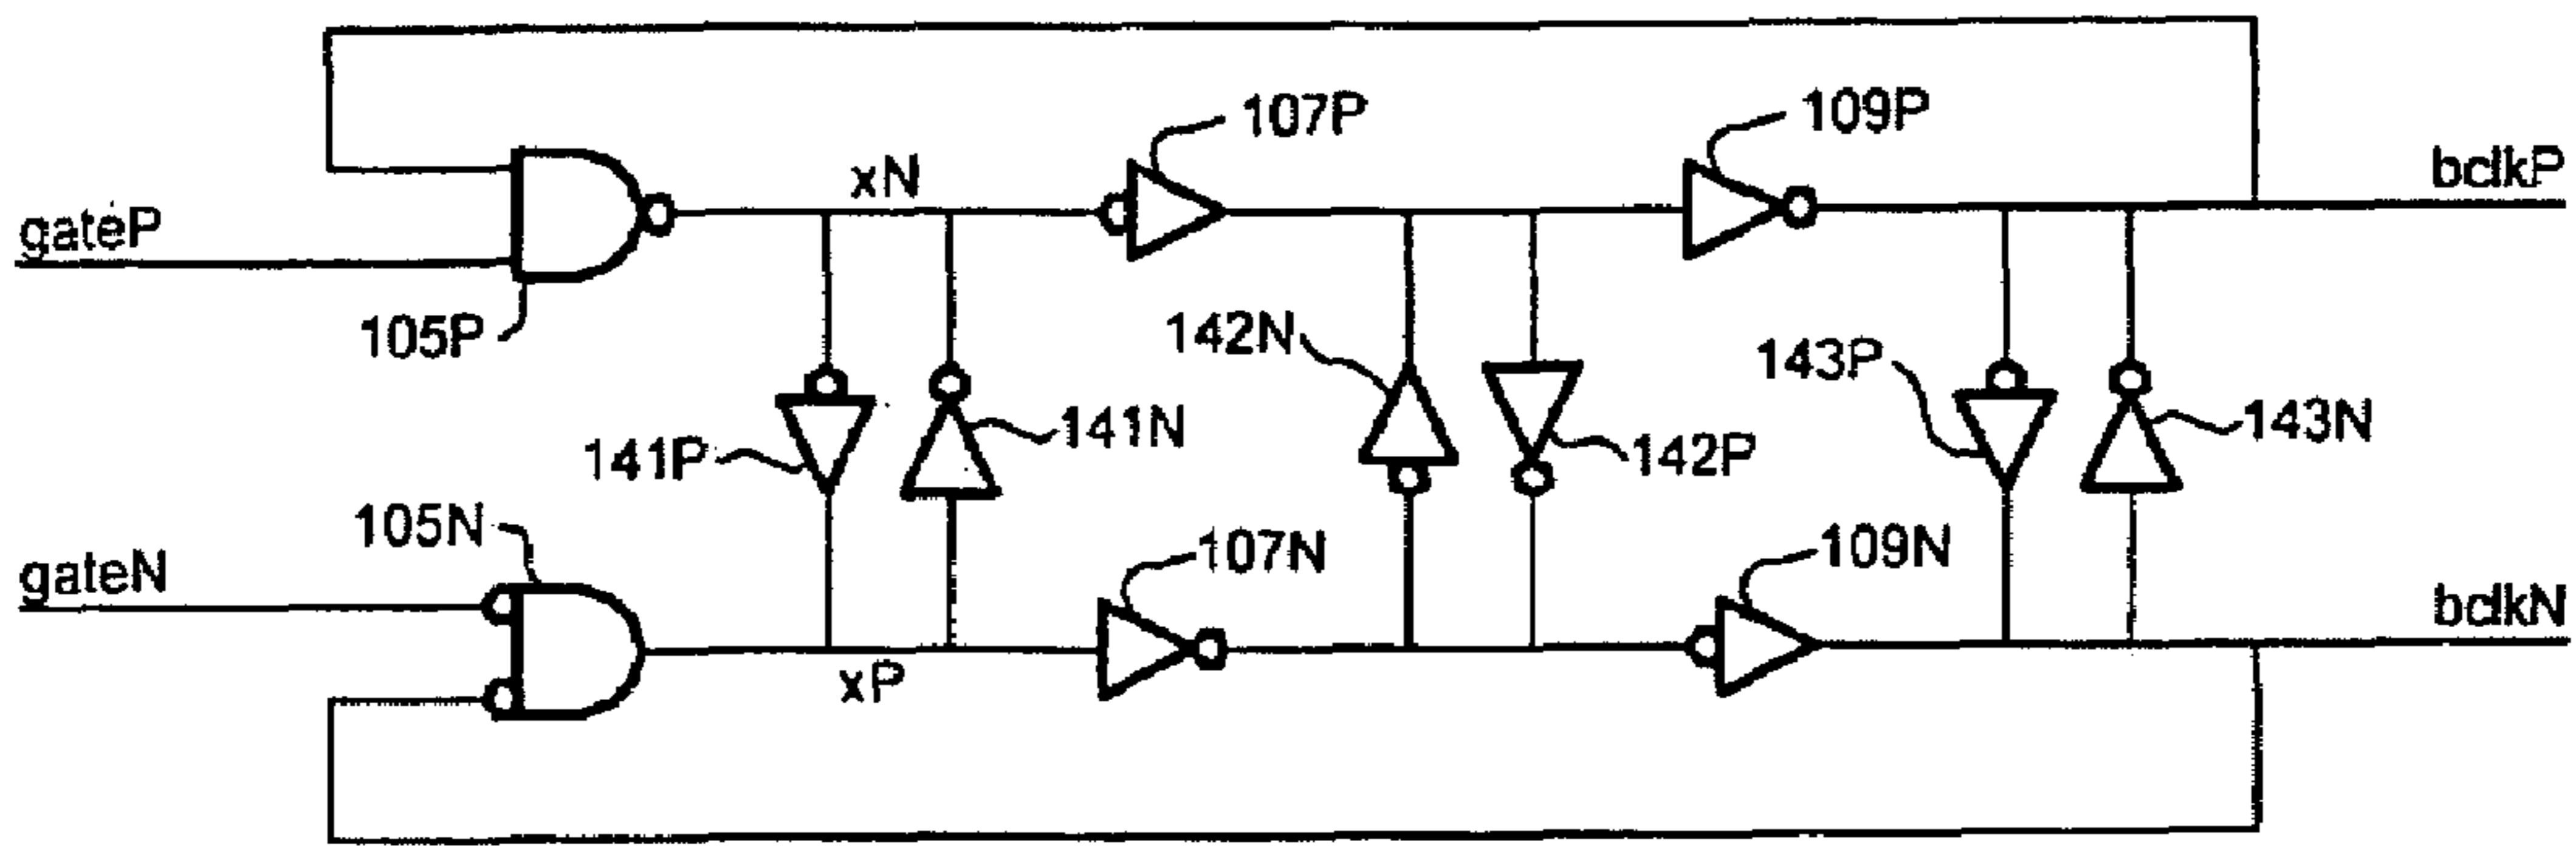 107P
109P
xN
bclkP
gateP
105P
142N
143P
141P
141N
142P
143N
105N
107N
109N
gateN
bclkN
xP